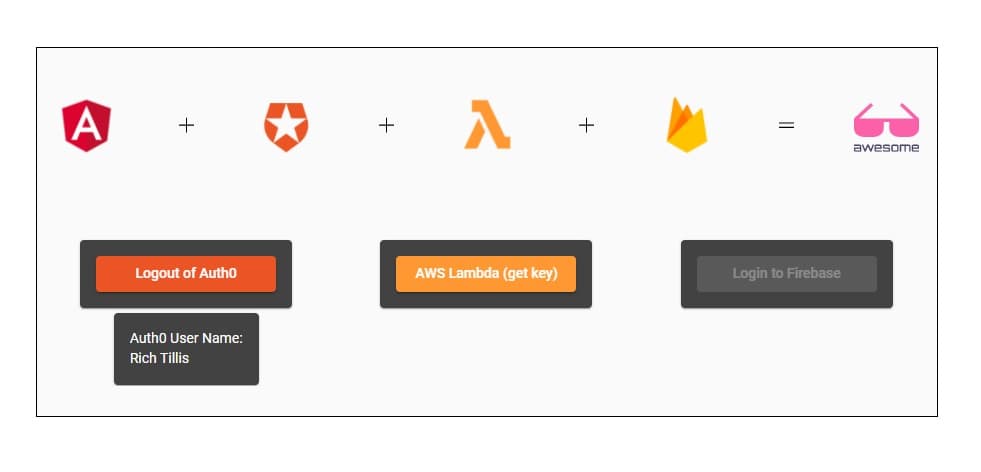 A
+
+
+
=
awesome
Logout of Auth0
AWS Lambda (get key)
Login to Firebase
Auth0 User Name:
Rich Tillis